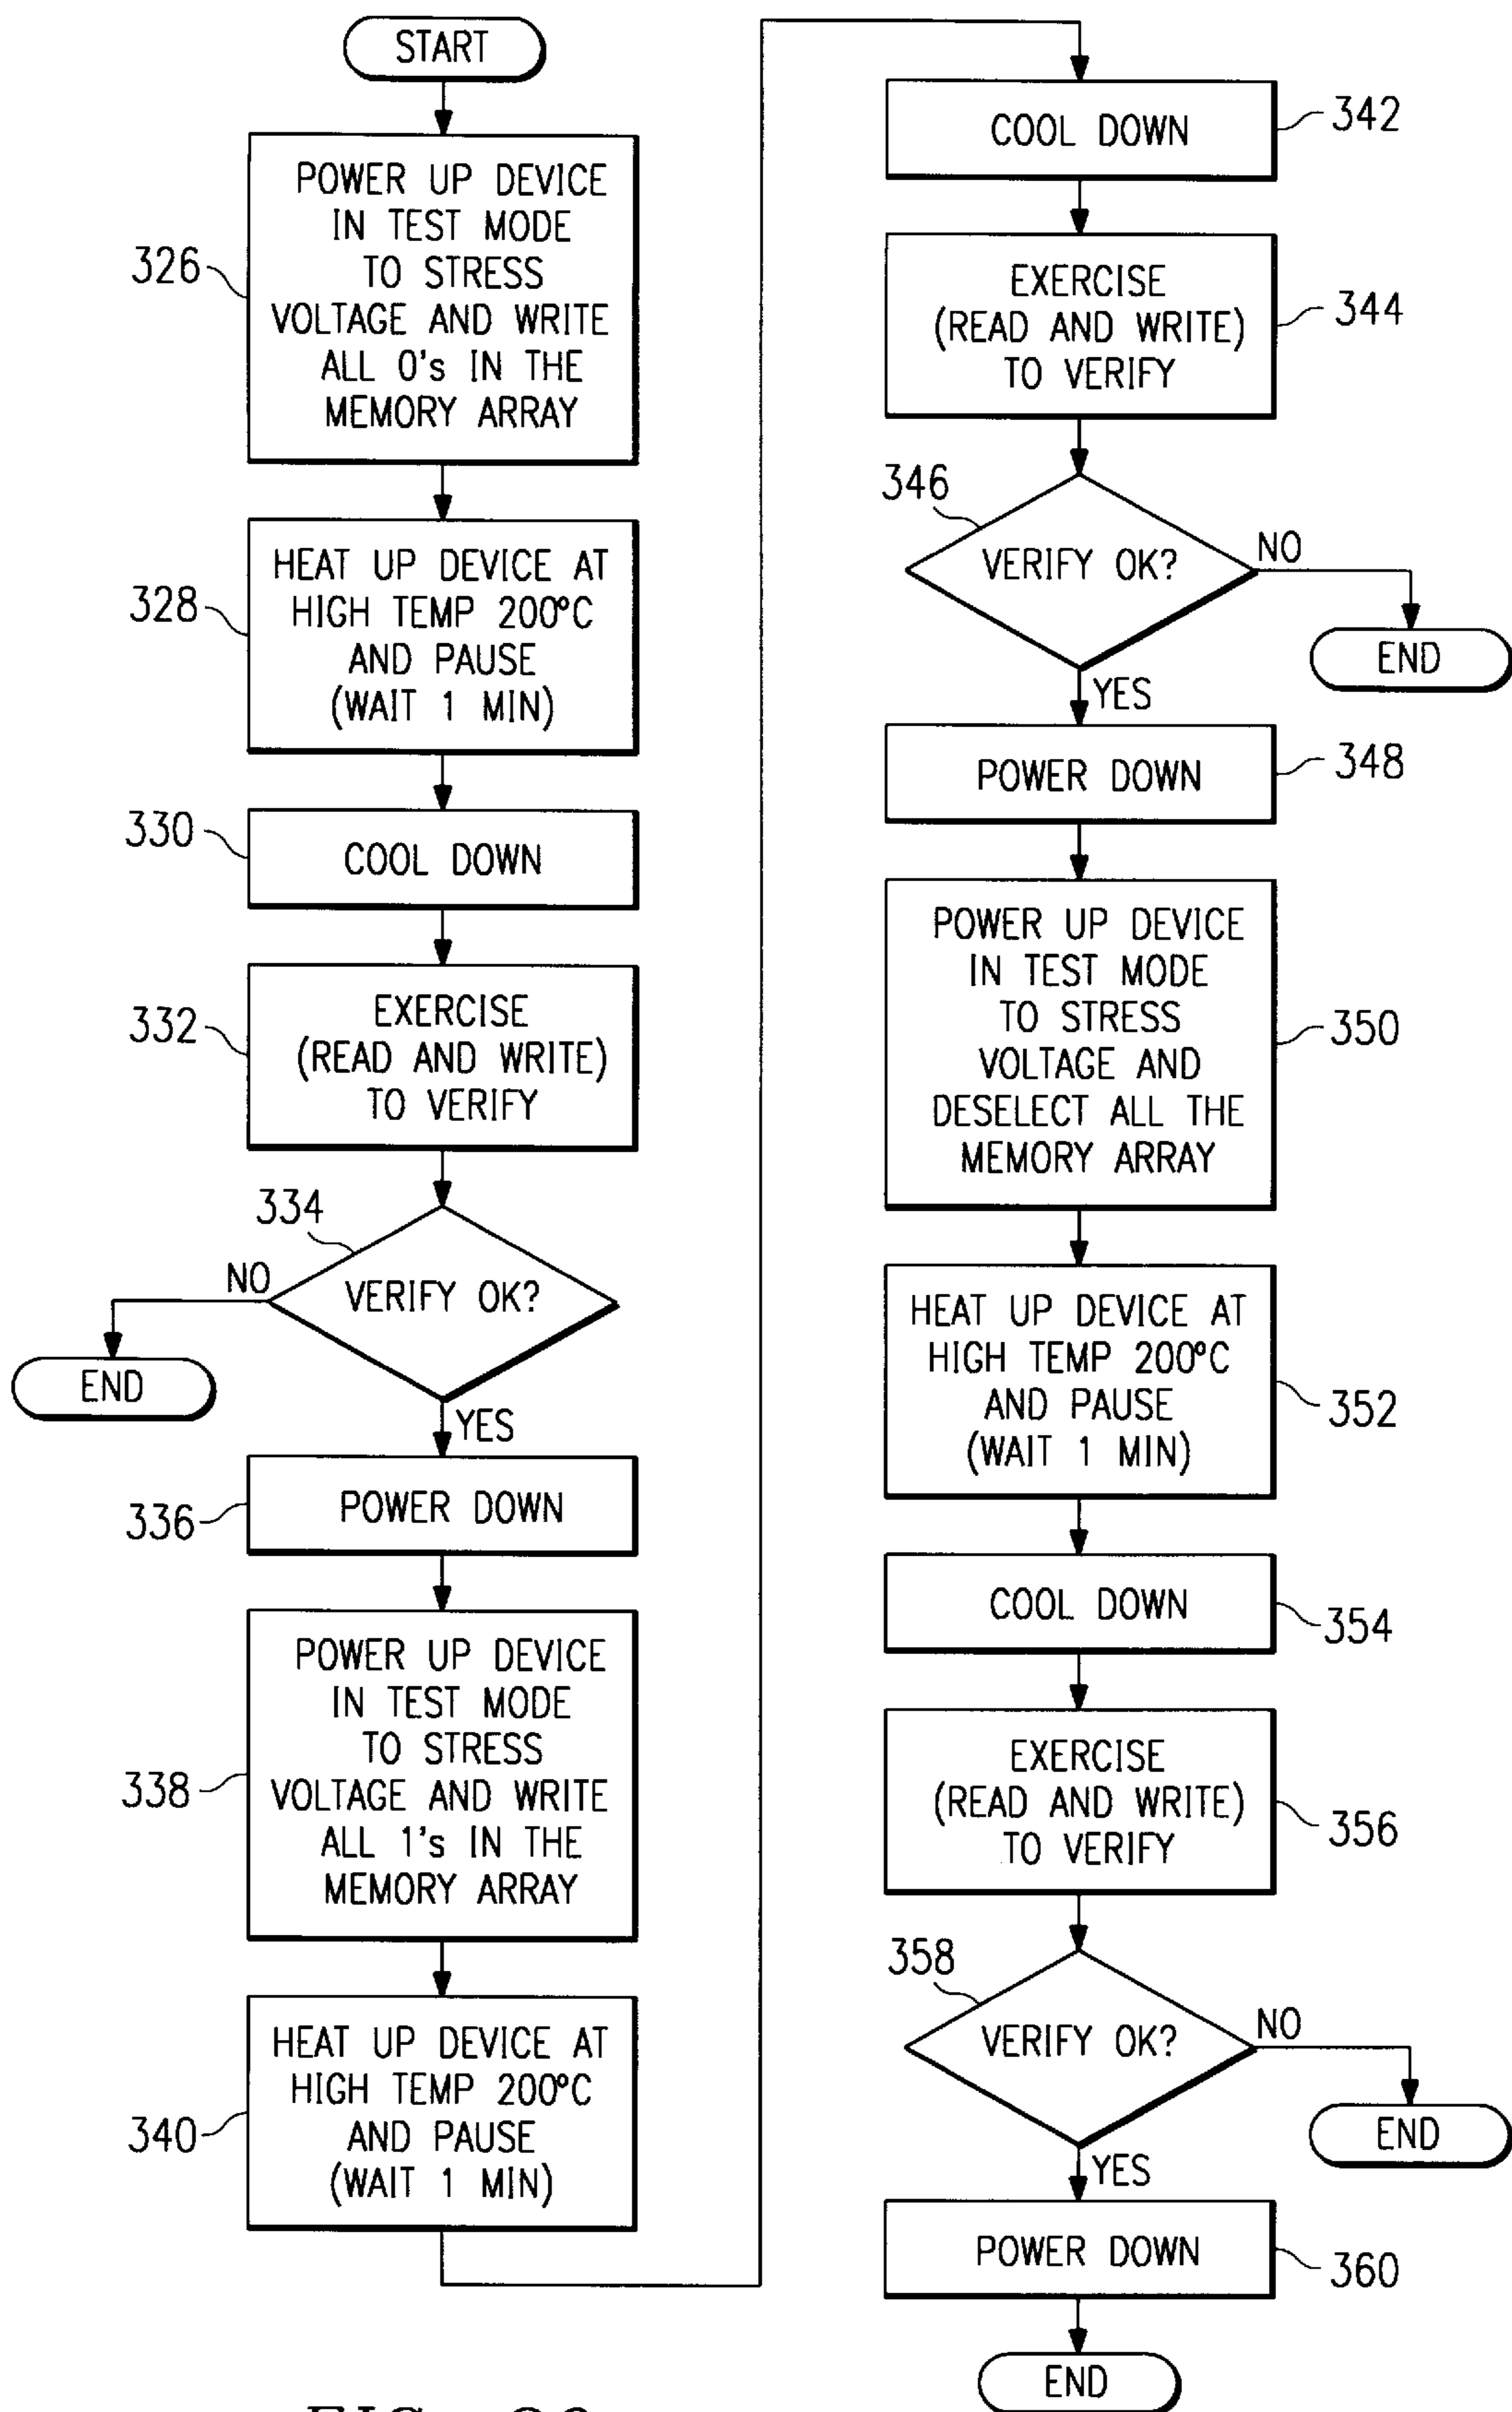 START
326
POWER UP DEVICE
IN TEST MODE
TO STRESS
VOLTAGE AND WRITE
ALL 0's IN THE
MEMORY ARRAY
328
HEAT UP DEVICE AT
HIGH TEMP 200°C
AND PAUSE
(WAIT 1 MIN)
330
COOL DOWN
332
EXERCISE
(READ AND WRITE)
TO VERIFY
334
VERIFY OK?
NO
END
YES
336
POWER DOWN
338
POWER UP DEVICE
IN TEST MODE
TO STRESS
VOLTAGE AND WRITE
ALL 1's IN THE
MEMORY ARRAY
340
HEAT UP DEVICE AT
HIGH TEMP 200°C
AND PAUSE
(WAIT 1 MIN)
COOL DOWN
342
EXERCISE
(READ AND WRITE)
TO VERIFY
344
346
VERIFY OK?
NO
END
YES
POWER DOWN
348
POWER UP DEVICE
IN TEST MODE
TO STRESS
VOLTAGE AND
DESELECT ALL THE
MEMORY ARRAY
350
HEAT UP DEVICE AT
HIGH TEMP 200°C
AND PAUSE
(WAIT 1 MIN)
352
COOL DOWN
354
EXERCISE
(READ AND WRITE)
TO VERIFY
356
358
VERIFY OK?
NO
END
YES
POWER DOWN
360
END